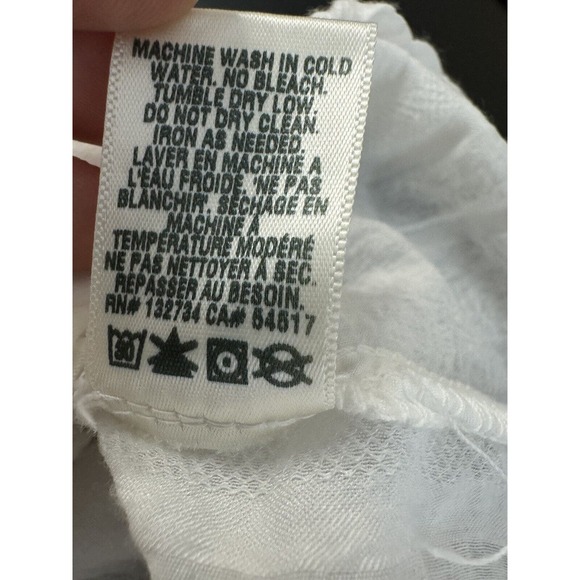 MACHINE WASH IN COLD
WATER. NO BLEACH.
TUMBLE DRY LOW.
DO NOT DRY CLEAN.
IRON AS NEEDED.
LAVER EN MACHINE A
L'EAU FROIDE. NE PAS
BLANCHIR. SÉCHAGE EN
MACHINE À
TEMPÉRATURE MODÉRÉ
NE PAS NETTOYER À SEC.
REPASSER AU BESOIN.
RN# 132734 CA# 54517
30